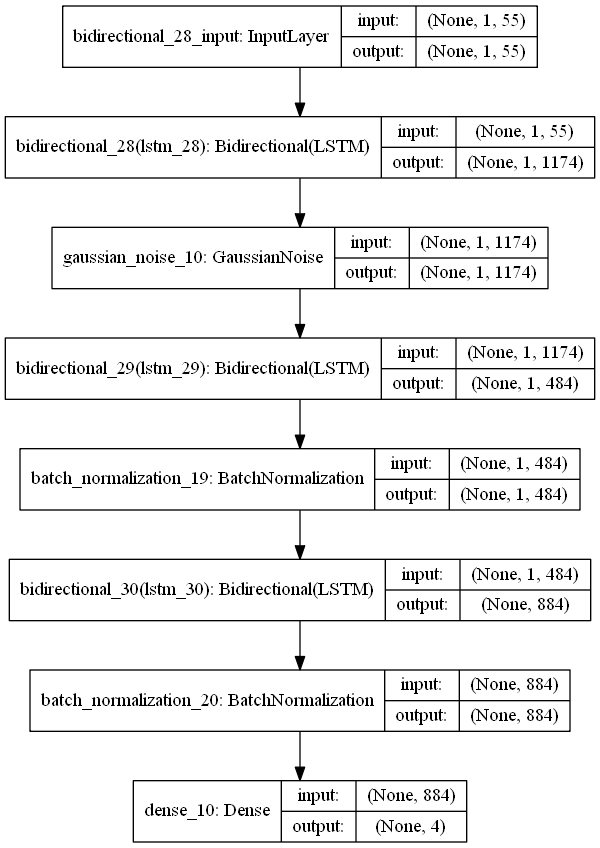 bidirectional_28_input: InputLayer
input: (None, 1, 55)
output: (None, 1, 55)
bidirectional_28(lstm_28): Bidirectional(LSTM)
input: (None, 1, 55)
output: (None, 1, 1174)
gaussian_noise_10: GaussianNoise
input: (None, 1, 1174)
output: (None, 1, 1174)
bidirectional_29(lstm_29): Bidirectional(LSTM)
input: (None, 1, 1174)
output: (None, 1, 484)
batch_normalization_19: BatchNormalization
input: (None, 1, 484)
output: (None, 1, 484)
bidirectional_30(lstm_30): Bidirectional(LSTM)
input: (None, 1, 484)
output: (None, 884)
batch_normalization_20: BatchNormalization
input: (None, 884)
output: (None, 884)
dense_10: Dense
input: (None, 884)
output: (None, 4)